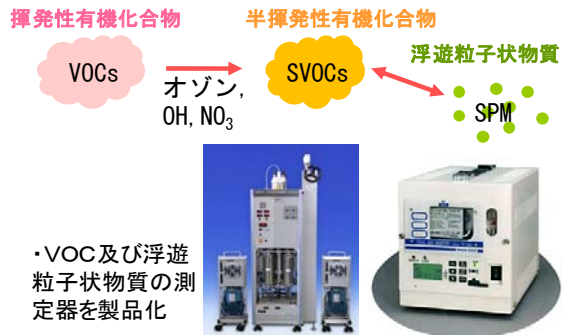 揮発性有機化合物
半揮発性有機化合物
浮遊粒子状物質
VOCs
SVOCs
オゾン,
OH, NO₃
SPM
・VOC及び浮遊
粒子状物質の測
定器を製品化